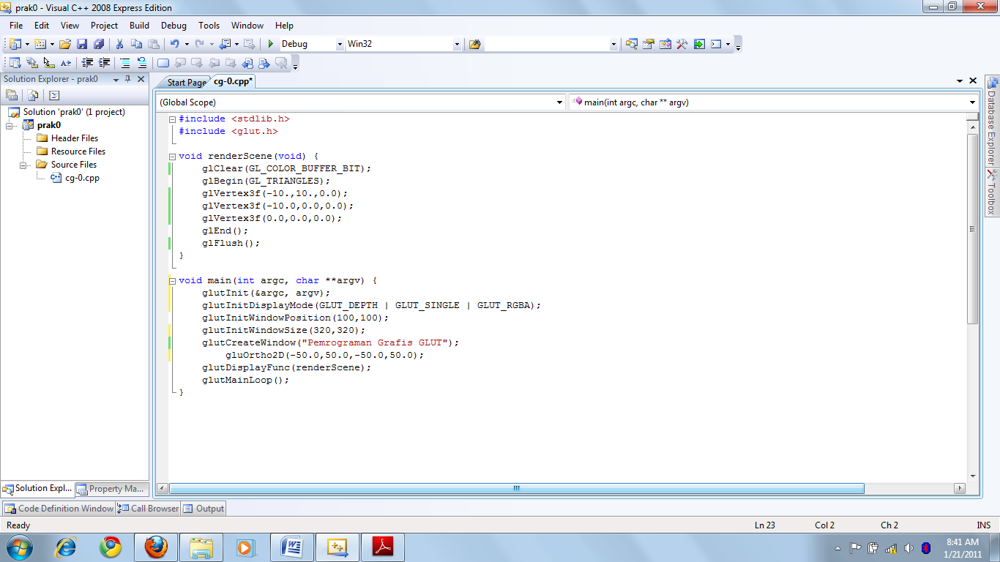 prak0 - Visual C++ 2008 Express Edition
File Edit View Project Build Debug Tools Window Help
Debug Win32
Solution Explorer - prak0
Solution 'prak0' (1 project)
prak0
Header Files
Resource Files
Source Files
cg-0.cpp
Solution Expl... Property Ma...
Start Page cg-0.cpp*
(Global Scope) main(int argc, char ** argv)
#include <stdlib.h>
#include <glut.h>
void renderScene(void) {
glClear(GL_COLOR_BUFFER_BIT);
glBegin(GL_TRIANGLES);
glVertex3f(-10.,10.,0.0);
glVertex3f(-10.0,0.0,0.0);
glVertex3f(0.0,0.0,0.0);
glEnd();
glFlush();
}
void main(int argc, char **argv) {
glutInit(&argc, argv);
glutInitDisplayMode(GLUT_DEPTH | GLUT_SINGLE | GLUT_RGBA);
glutInitWindowPosition(100,100);
glutInitWindowSize(320,320);
glutCreateWindow("Pemrograman Grafis GLUT");
gluOrtho2D(-50.0,50.0,-50.0,50.0);
glutDisplayFunc(renderScene);
glutMainLoop();
}
Database Explorer
Toolbox
Code Definition Window Call Browser Output
Ready Ln 23 Col 2 Ch 2 INS
8:41 AM
1/21/2011